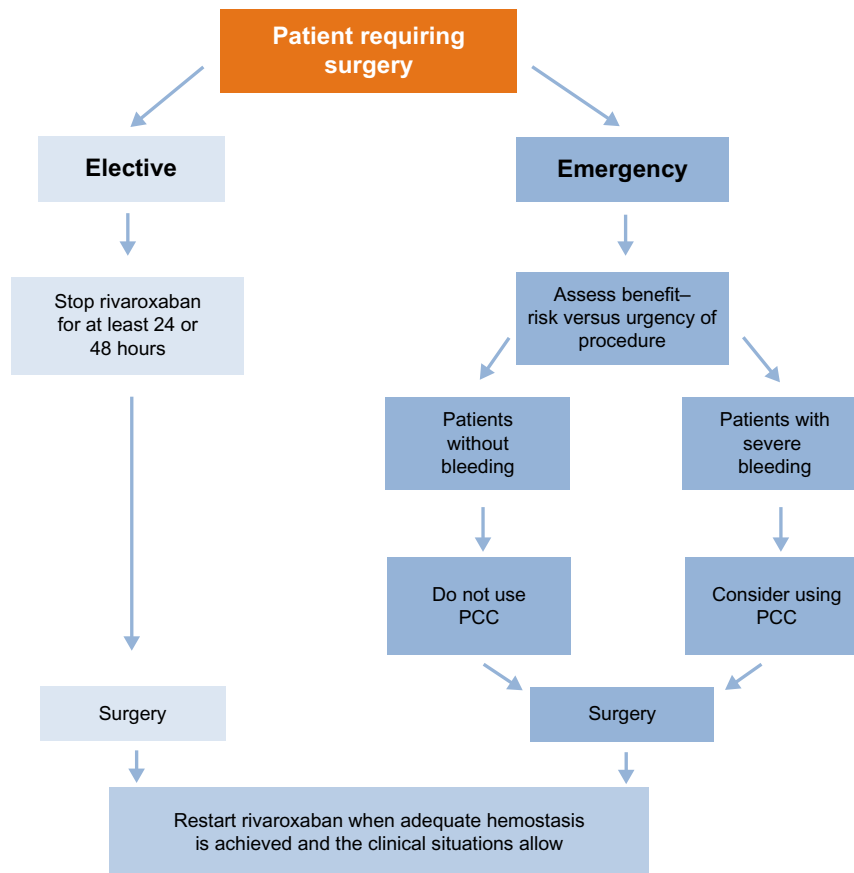 Patient requiring
surgery
Elective
Emergency
Stop rivaroxaban
for at least 24 or
48 hours
Assess benefit–
risk versus urgency of
procedure
Patients
without
bleeding
Patients with
severe
bleeding
Do not use
PCC
Consider using
PCC
Surgery
Surgery
Restart rivaroxaban when adequate hemostasis
is achieved and the clinical situations allow